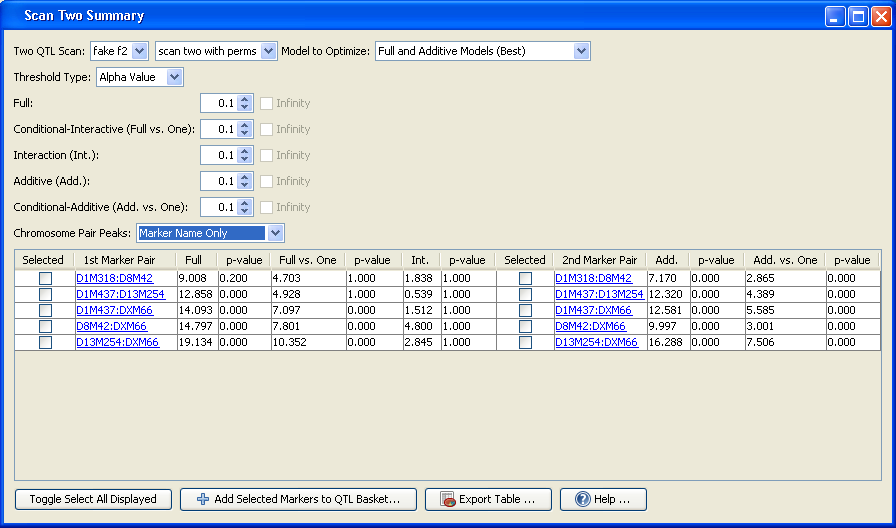 Scan Two Summary
Two QTL Scan: fake f2 scan two with perms Model to Optimize: Full and Additive Models (Best)
Threshold Type: Alpha Value
Full: 0.1 Infinity
Conditional-Interactive (Full vs. One): 0.1 Infinity
Interaction (Int.): 0.1 Infinity
Additive (Add.): 0.1 Infinity
Conditional-Additive (Add. vs. One): 0.1 Infinity
Chromosome Pair Peaks: Marker Name Only
Selected 1st Marker Pair Full p-value Full vs. One p-value Int. p-value Selected 2nd Marker Pair Add. p-value Add. vs. One p-value
D1M318:D8M42 9.008 0.200 4.703 1.000 1.838 1.000 D1M318:D8M42 7.170 0.000 2.865 0.000
D1M437:D13M254 12.858 0.000 4.928 1.000 0.539 1.000 D1M437:D13M254 12.320 0.000 4.389 0.000
D1M437:DXM66 14.093 0.000 7.097 0.000 1.512 1.000 D1M437:DXM66 12.581 0.000 5.585 0.000
D8M42:DXM66 14.797 0.000 7.801 0.000 4.800 1.000 D8M42:DXM66 9.997 0.000 3.001 0.000
D13M254:DXM66 19.134 0.000 10.352 0.000 2.845 1.000 D13M254:DXM66 16.288 0.000 7.506 0.000
Toggle Select All Displayed Add Selected Markers to QTL Basket... Export Table ... Help ...